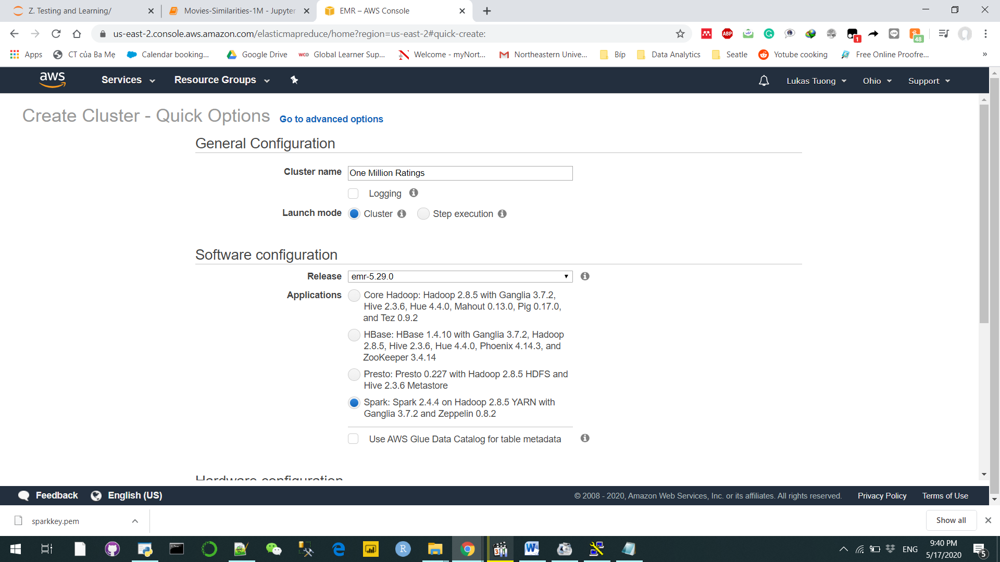 Z. Testing and Learning/
Movies-Similarities-1M - Jupyter
EMR – AWS Console
us-east-2.console.aws.amazon.com/elasticmapreduce/home?region=us-east-2#quick-create:
ABP
NEWS
1
48
Apps
CT của Ba Mẹ
Calendar booking...
Google Drive
wco Global Learner Sup...
Welcome - myNort...
Northeastern Unive...
Bíp
Data Analytics
Seatle
Yotube cooking
Free Online Proofre...
»
aws
Services
Resource Groups
Lukas Tuong
Ohio
Support
Create Cluster - Quick Options
Go to advanced options
General Configuration
Cluster name
One Million Ratings
Logging
Launch mode
Cluster
Step execution
Software configuration
Release
emr-5.29.0
Applications
Core Hadoop: Hadoop 2.8.5 with Ganglia 3.7.2,
Hive 2.3.6, Hue 4.4.0, Mahout 0.13.0, Pig 0.17.0,
and Tez 0.9.2
HBase: HBase 1.4.10 with Ganglia 3.7.2, Hadoop
2.8.5, Hive 2.3.6, Hue 4.4.0, Phoenix 4.14.3, and
ZooKeeper 3.4.14
Presto: Presto 0.227 with Hadoop 2.8.5 HDFS and
Hive 2.3.6 Metastore
Spark: Spark 2.4.4 on Hadoop 2.8.5 YARN with
Ganglia 3.7.2 and Zeppelin 0.8.2
Use AWS Glue Data Catalog for table metadata
Hardware configuration
Feedback
English (US)
© 2008 - 2020, Amazon Web Services, Inc. or its affiliates. All rights reserved.
Privacy Policy
Terms of Use
sparkkey.pem
Show all
ENG
9:40 PM
5/17/2020
5